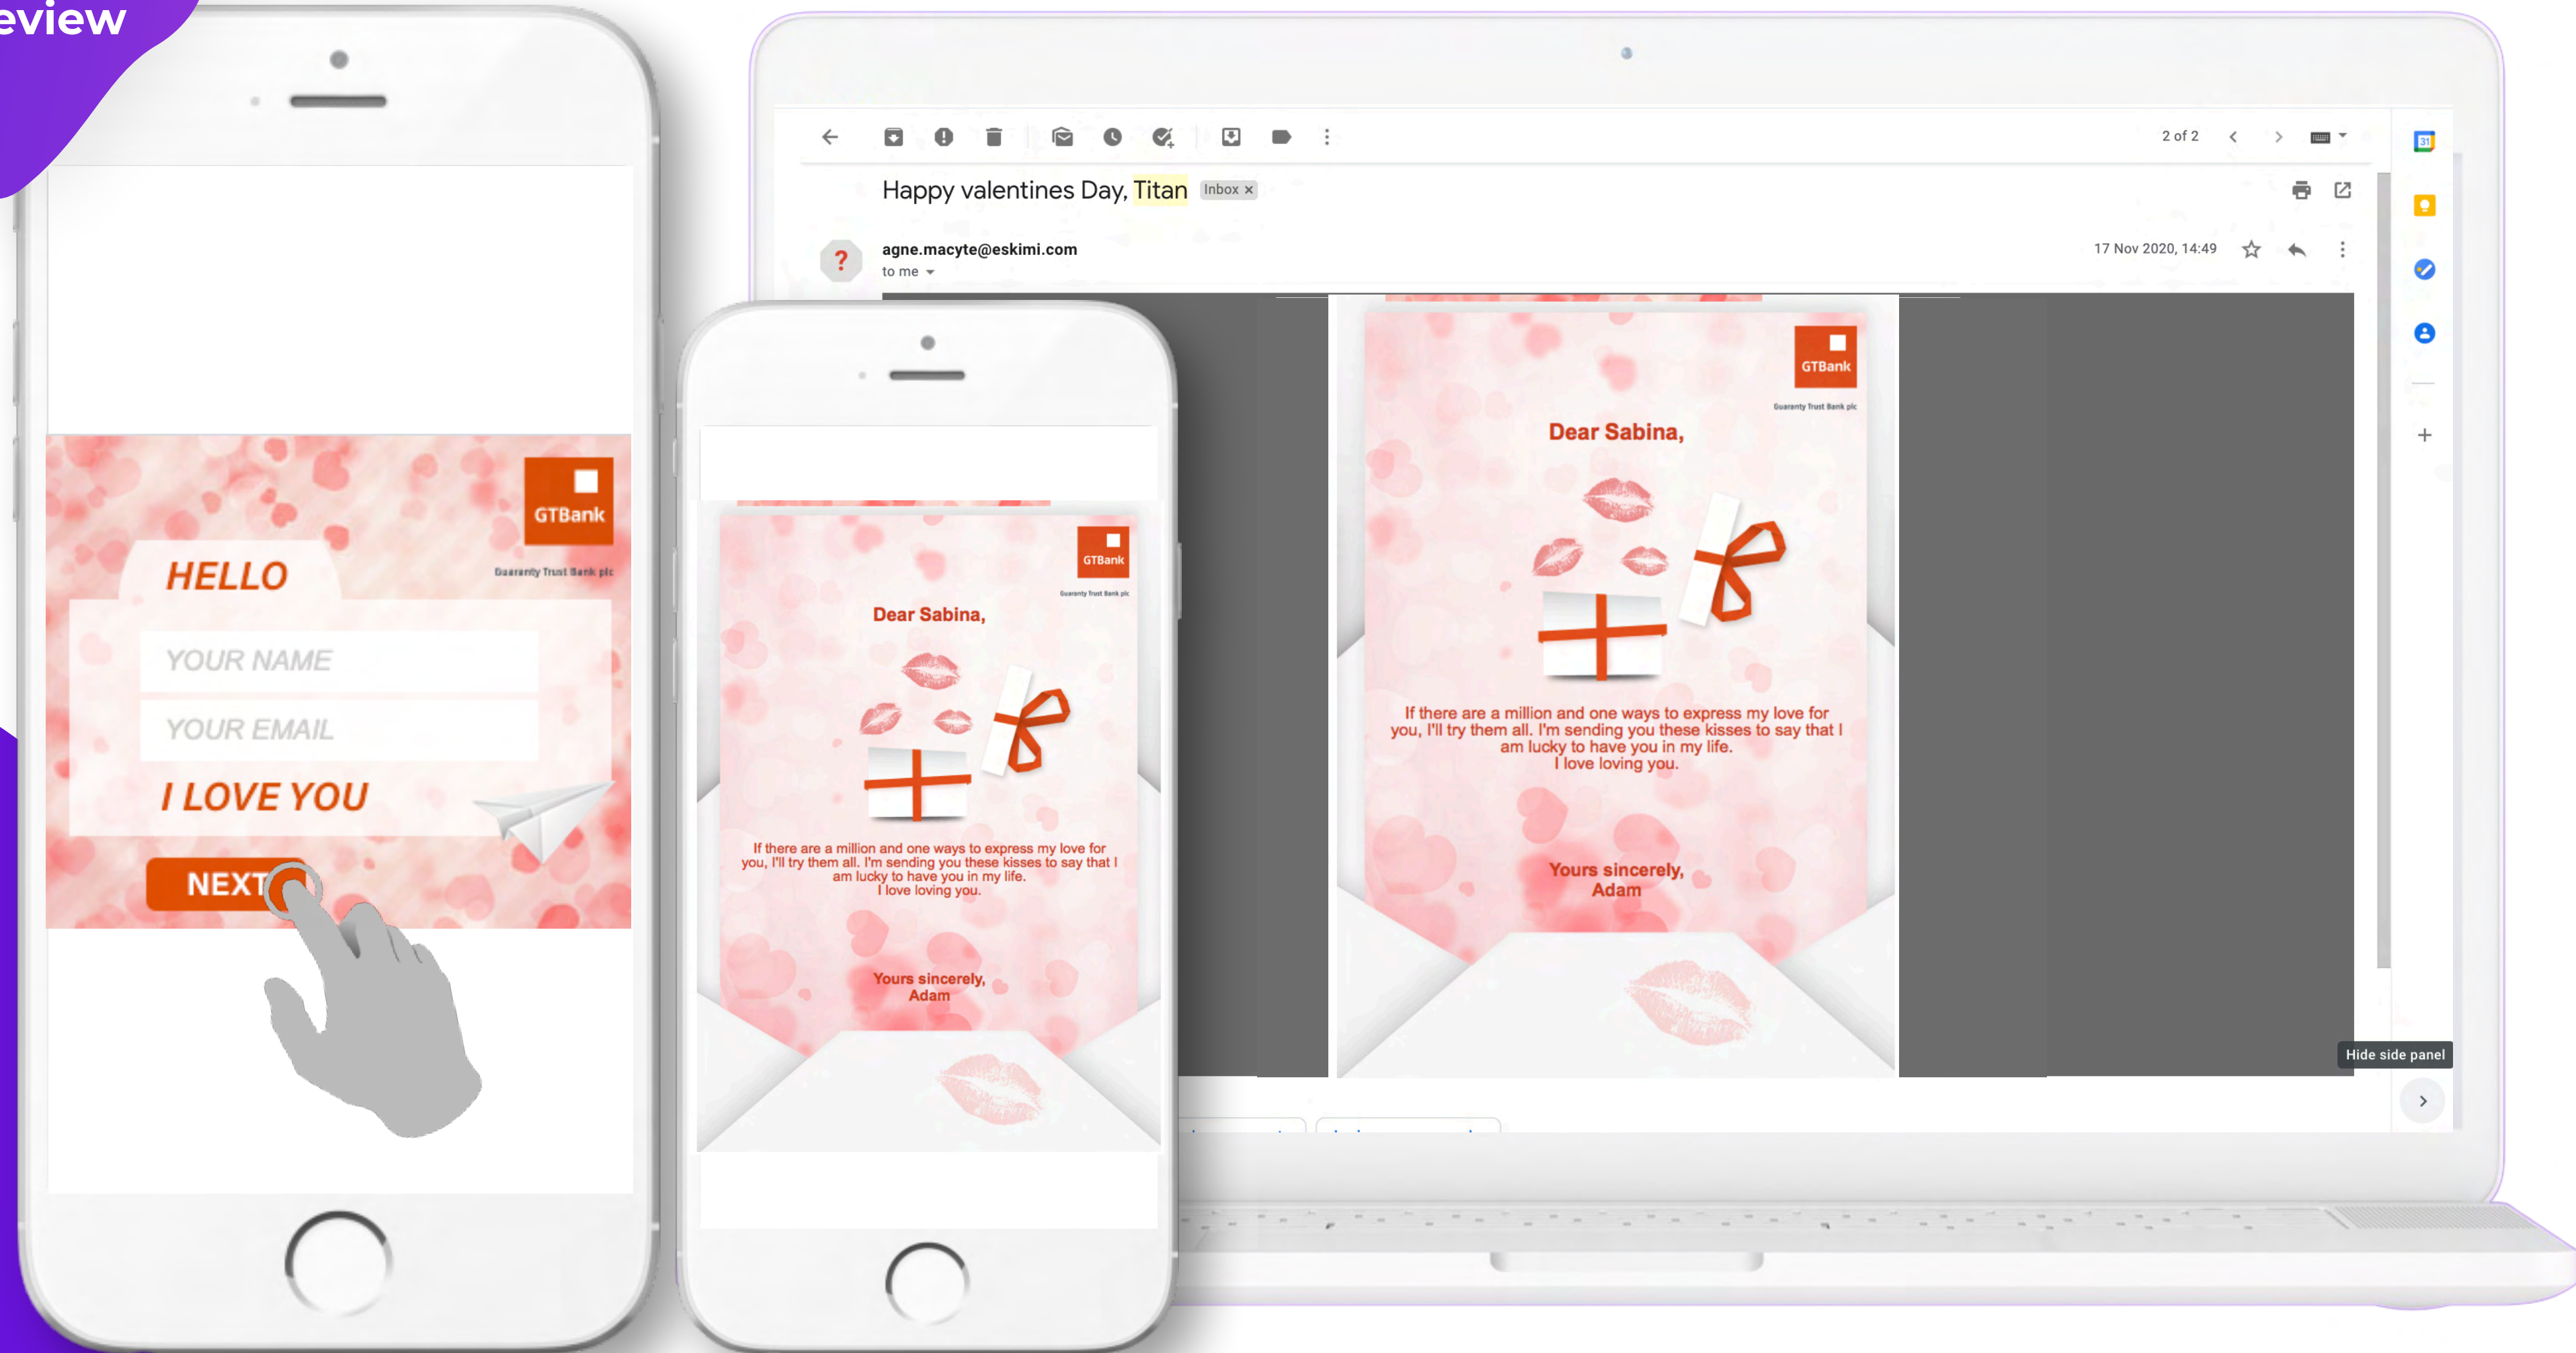 eview
HELLO
YOUR NAME
YOUR EMAIL
I LOVE YOU
NEXT
GTBank
Guaranty Trust Bank plc
GTBank
Guaranty Trust Bank plc
Dear Sabina,
If there are a million and one ways to express my love for
you, I'll try them all. I'm sending you these kisses to say that I
am lucky to have you in my life.
I love loving you.
Yours sincerely,
Adam
2 of 2
31
Happy valentines Day, Titan
Inbox ×
agne.macyte@eskimi.com
to me
17 Nov 2020, 14:49
GTBank
Guaranty Trust Bank plc
Dear Sabina,
If there are a million and one ways to express my love for
you, I'll try them all. I'm sending you these kisses to say that I
am lucky to have you in my life.
I love loving you.
Yours sincerely,
Adam
Hide side panel